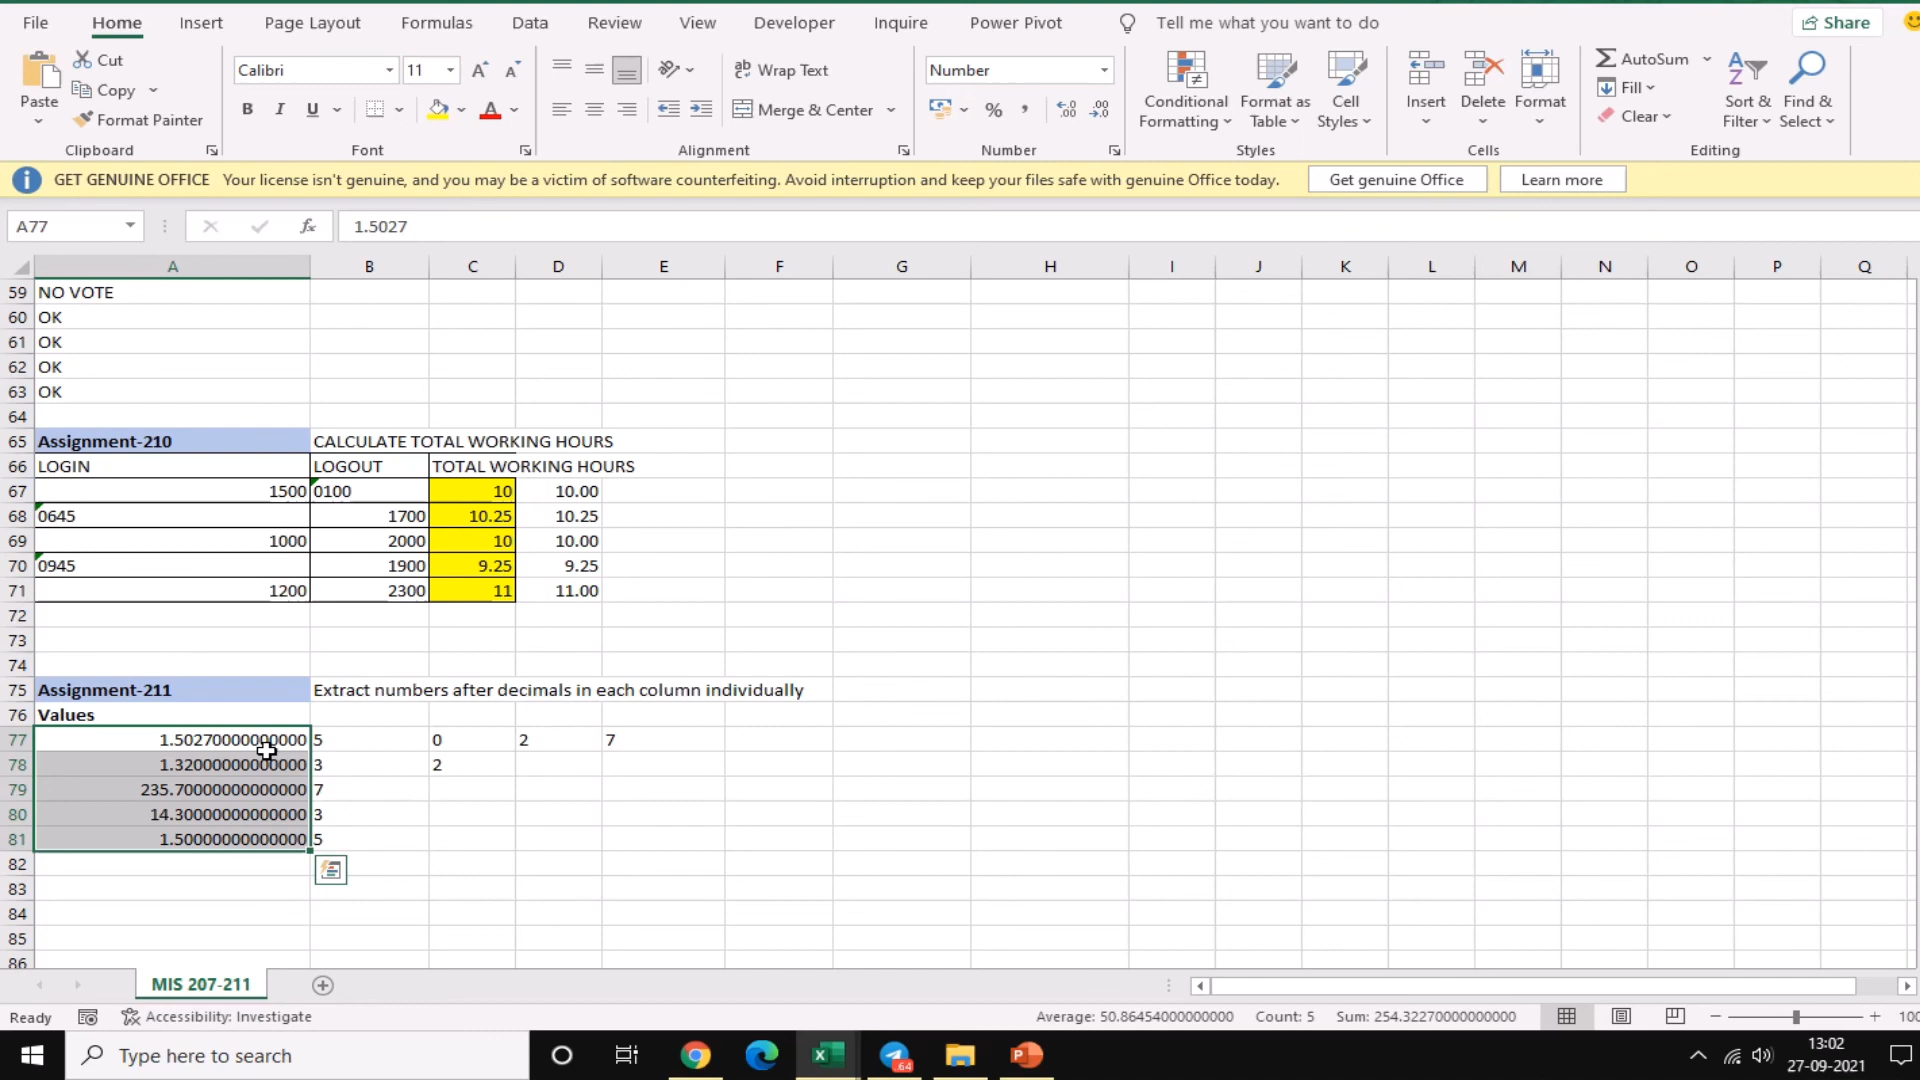 File Home Insert Page Layout Formulas Data Review View Developer Inquire Power Pivot Tell me what you want to do Share
Cut
Copy
Format Painter
Paste
Clipboard
Calibri 11
A A
B I U A
Font
ab Wrap Text
Merge & Center
Alignment
Number
% ,
Number
Conditional Formatting
Format as Table
Cell Styles
Styles
Insert Delete Format
Cells
AutoSum
Fill
Clear
Sort & Filter
Find & Select
Editing
GET GENUINE OFFICE Your license isn't genuine, and you may be a victim of software counterfeiting. Avoid interruption and keep your files safe with genuine Office today. Get genuine Office Learn more
A77 fx 1.5027
A B C D E F G H I J K L M N O P Q
59 NO VOTE
60 OK
61 OK
62 OK
63 OK
64
65 Assignment-210 CALCULATE TOTAL WORKING HOURS
66 LOGIN LOGOUT TOTAL WORKING HOURS
67 1500 0100 10 10.00
68 0645 1700 10.25 10.25
69 1000 2000 10 10.00
70 0945 1900 9.25 9.25
71 1200 2300 11 11.00
72
73
74
75 Assignment-211 Extract numbers after decimals in each column individually
76 Values
77 1.50270000000000 5 0 2 7
78 1.32000000000000 3 2
79 235.70000000000000 7
80 14.30000000000000 3
81 1.50000000000000 5
82
83
84
85
86
MIS 207-211
Ready Accessibility: Investigate Average: 50.86454000000000 Count: 5 Sum: 254.32270000000000 100
Type here to search .64 13:02
27-09-2021